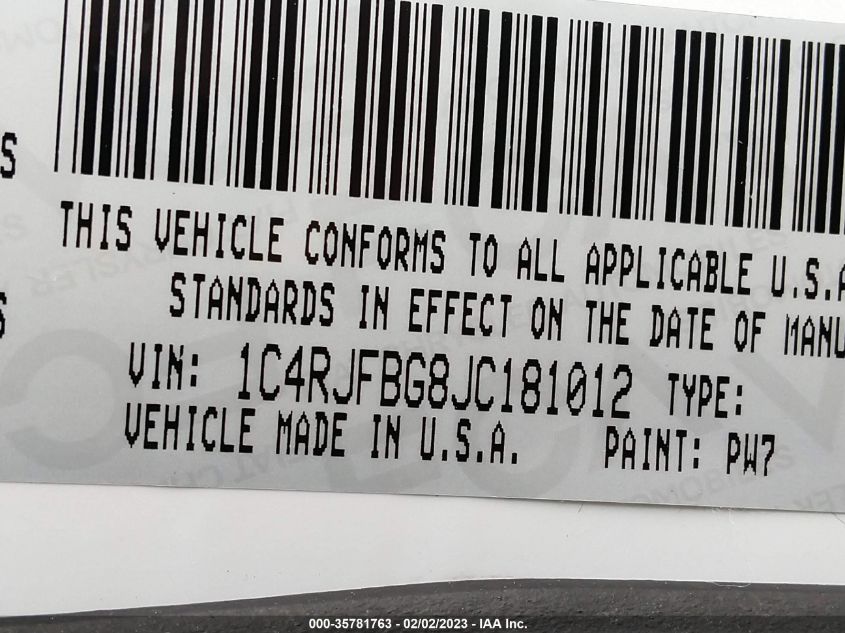 S
THIS VEHICLE CONFORMS TO ALL APPLICABLE U.S.A
STANDARDS IN EFFECT ON THE DATE OF MANU
S
VIN: 1C4RJFBG8JC181012 TYPE:
VEHICLE MADE IN U.S.A. PAINT: PW7
000-35781763 - 02/02/2023 - IAA Inc.